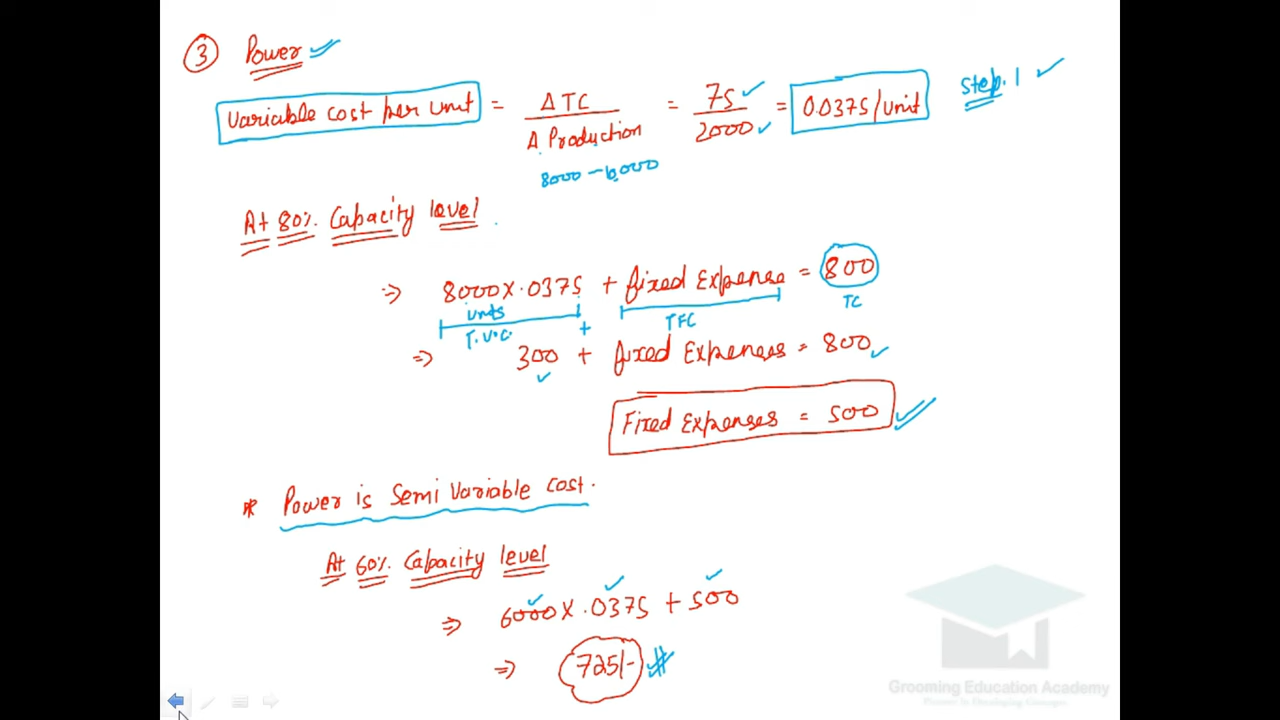 ③ Power
Variable cost per unit = Δ TC / Δ Production = 75 / 2000 = 0.0375/unit step. 1
8000 - 6000
At 80% Capacity level
⇒ 8000 X .0375 + fixed Expense = 800
units
T.V.C. + TFC TC
⇒ 300 + fixed Expenses = 800
Fixed Expenses = 500
* Power is Semi Variable Cost.
At 60% Capacity level
⇒ 6000 X .0375 + 500
⇒ 725/- #
Grooming Education Academy